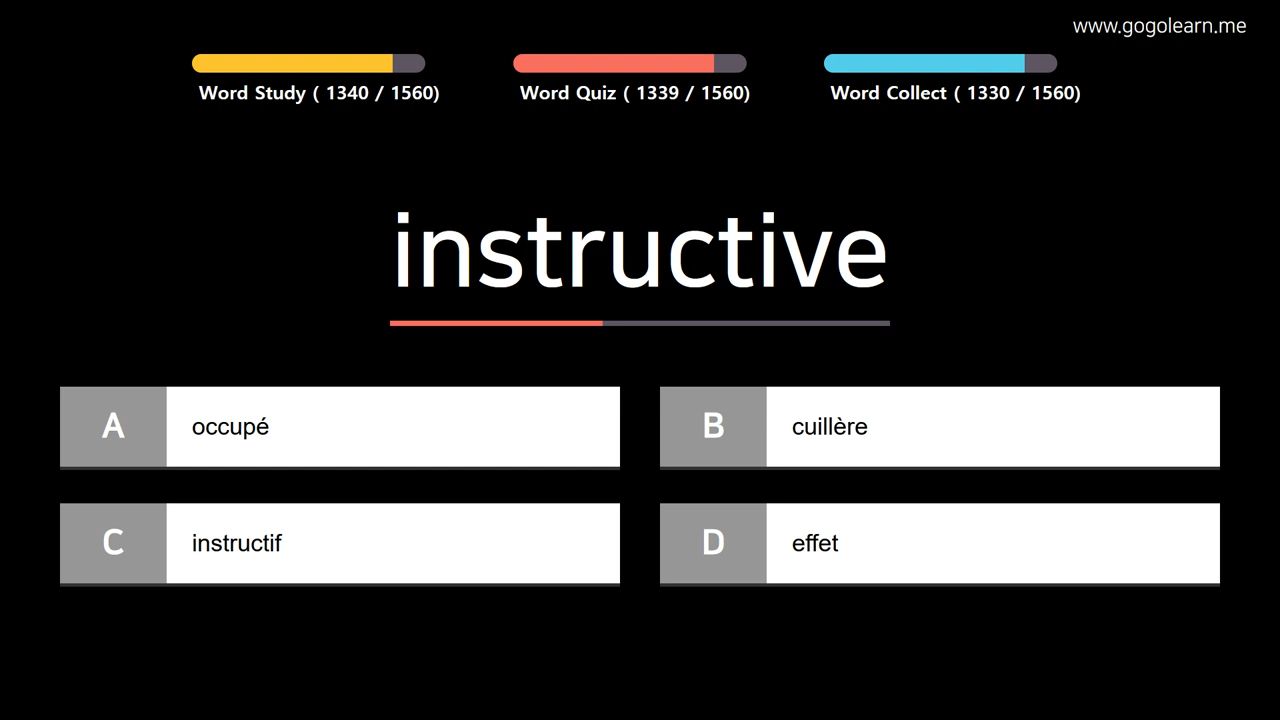 www.gogolearn.me
Word Study ( 1340 / 1560)
Word Quiz ( 1339 / 1560)
Word Collect ( 1330 / 1560)
instructive
A occupé
B cuillère
C instructif
D effet